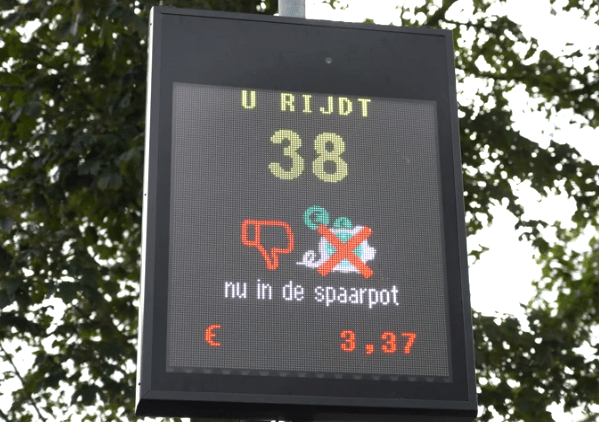 U RIJDT
38
nu in de spaarpot
€ 3,37